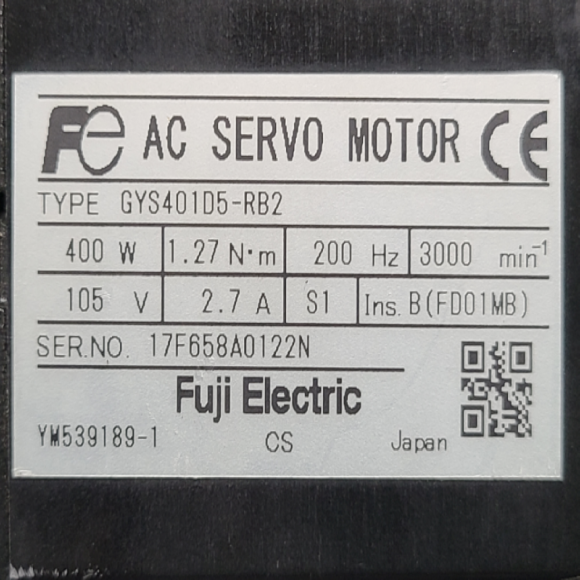 Fe AC SERVO MOTOR CE
TYPE GYS401D5-RB2
400 W 1.27 N·m 200 Hz 3000 min⁻¹
105 V 2.7 A S1 Ins. B(FD01MB)
SER.NO. 17F658A0122N
Fuji Electric
YM539189-1 CS Japan